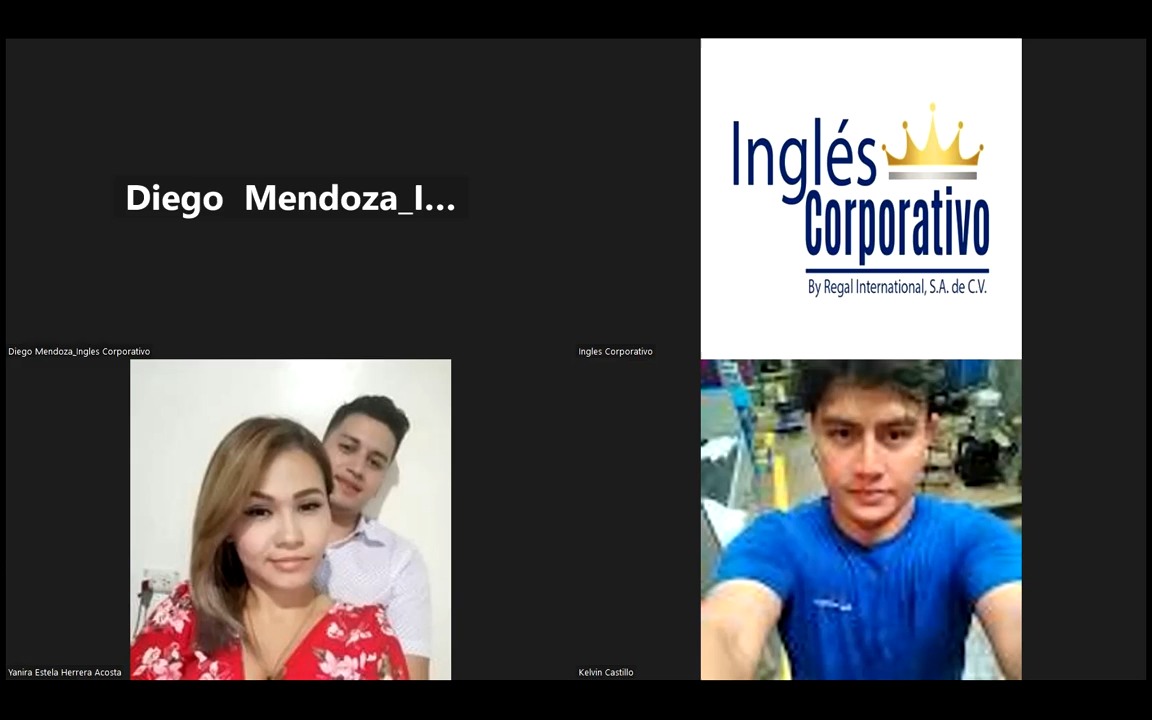 Diego Mendoza_I...
Inglés
Corporativo
By Regal International, S.A. de C.V.
Diego Mendoza_Ingles Corporativo
Ingles Corporativo
Yanira Estela Herrera Acosta
Kelvin Castillo